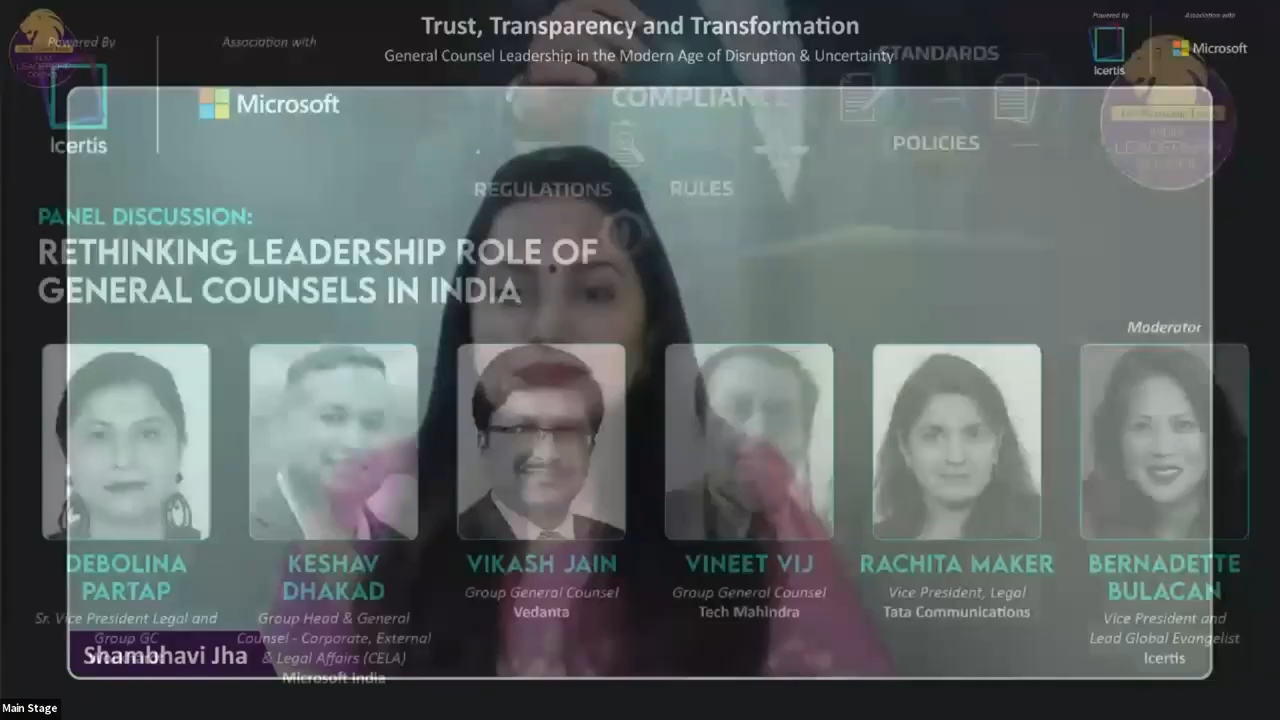 Trust, Transparency and Transformation
General Counsel Leadership in the Modern Age of Disruption & Uncertainty
Powered By
Association with
Icertis
Microsoft
Powered by
Association with
Icertis
Microsoft
STANDARDS
COMPLIANCE
POLICIES
REGULATIONS
RULES
PANEL DISCUSSION:
RETHINKING LEADERSHIP ROLE OF
GENERAL COUNSELS IN INDIA
Moderator
DEBOLINA
PARTAP
Sr. Vice President Legal and
Group GC
KESHAV
DHAKAD
Group Head & General
Counsel - Corporate, External
& Legal Affairs (CELA)
Microsoft India
VIKASH JAIN
Group General Counsel
Vedanta
VINEET VIJ
Group General Counsel
Tech Mahindra
RACHITA MAKER
Vice President, Legal
Tata Communications
BERNADETTE
BULACAN
Vice President and
Lead Global Evangelist
Icertis
Shambhavi Jha
Main Stage